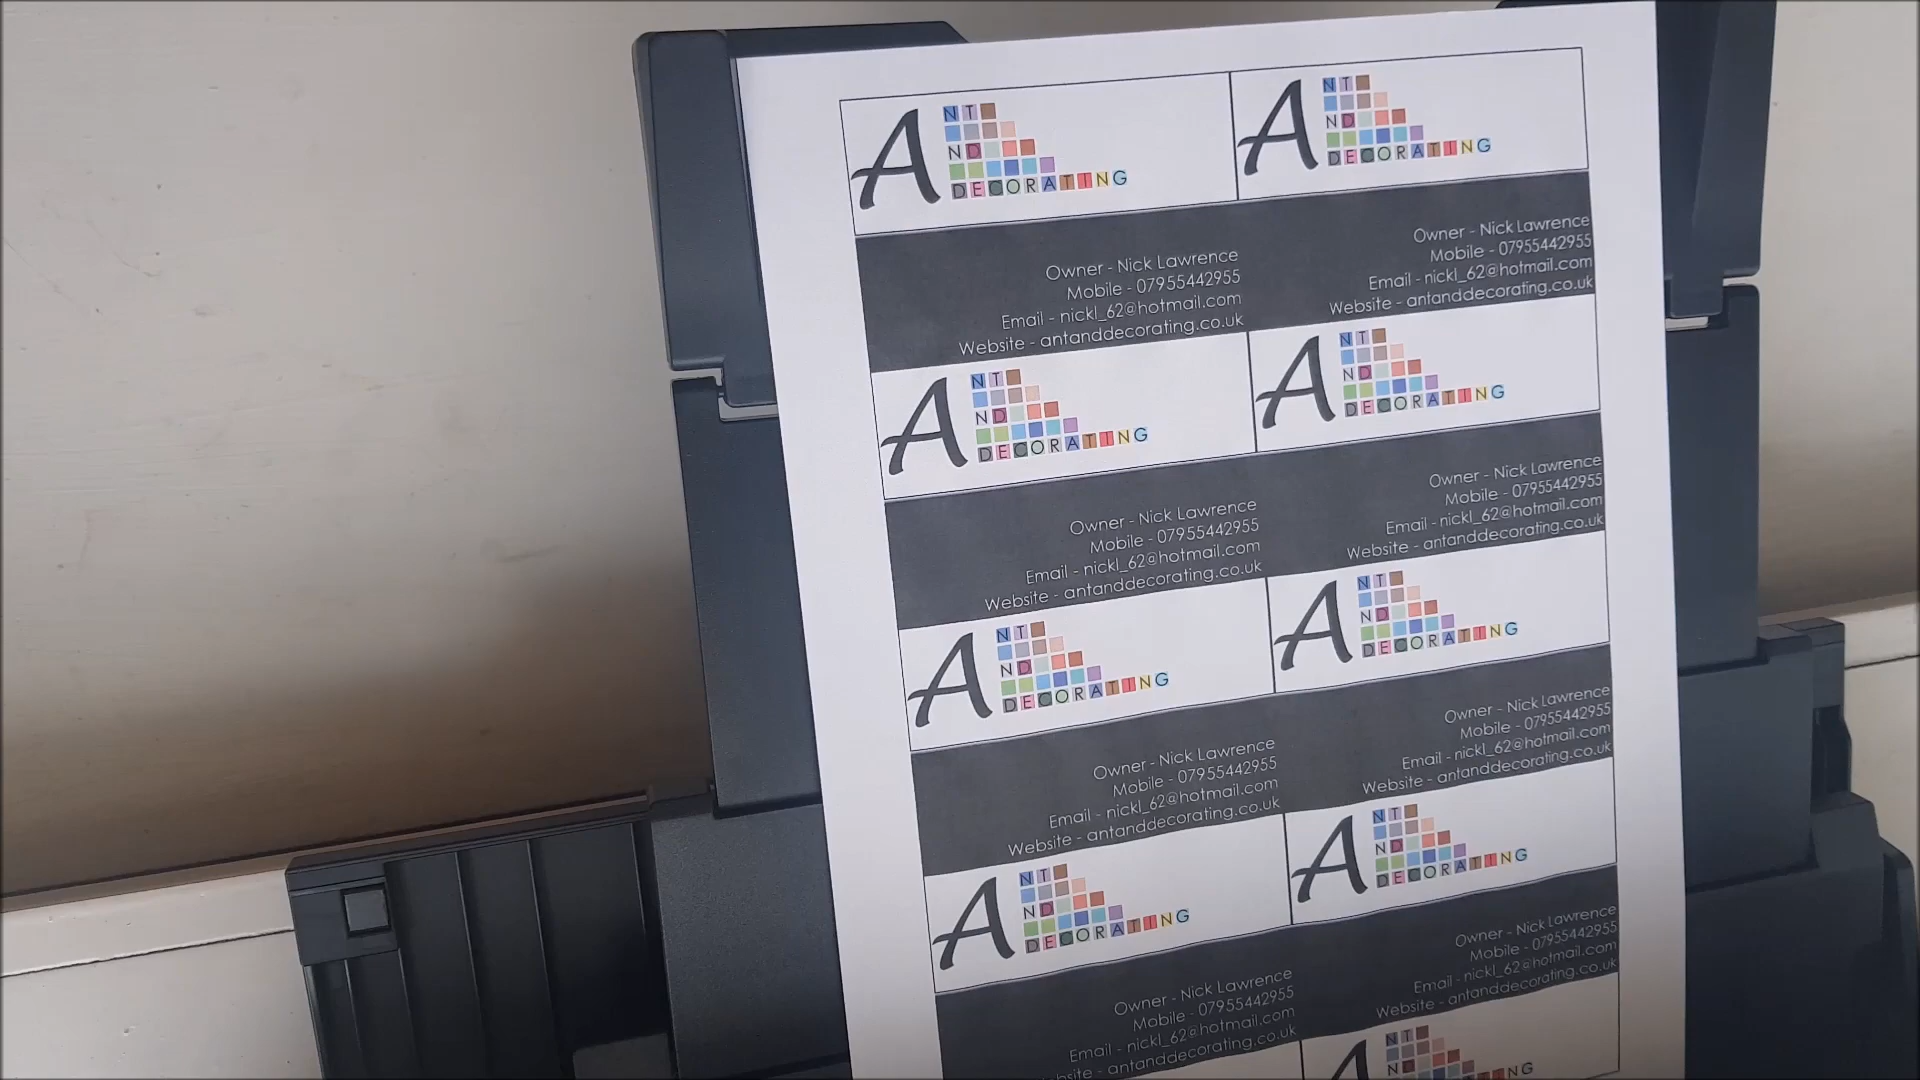 A NT
ND
DECORATING
A NT
ND
DECORATING
Owner - Nick Lawrence
Mobile - 07955442955
Email - nickl_62@hotmail.com
Website - antanddecorating.co.uk
Owner - Nick Lawrence
Mobile - 07955442955
Email - nickl_62@hotmail.com
Website - antanddecorating.co.uk
A NT
ND
DECORATING
A NT
ND
DECORATING
Owner - Nick Lawrence
Mobile - 07955442955
Email - nickl_62@hotmail.com
Website - antanddecorating.co.uk
Owner - Nick Lawrence
Mobile - 07955442955
Email - nickl_62@hotmail.com
Website - antanddecorating.co.uk
A NT
ND
DECORATING
A NT
ND
DECORATING
Owner - Nick Lawrence
Mobile - 07955442955
Email - nickl_62@hotmail.com
Website - antanddecorating.co.uk
Owner - Nick Lawrence
Mobile - 07955442955
Email - nickl_62@hotmail.com
Website - antanddecorating.co.uk
A NT
ND
DECORATING
A NT
ND
DECORATING
Owner - Nick Lawrence
Mobile - 07955442955
Email - nickl_62@hotmail.com
- antanddecorating.co.uk
Owner - Nick Lawrence
Mobile - 07955442955
Email - nickl_62@hotmail.com
Website - antanddecorating.co.uk
A NT